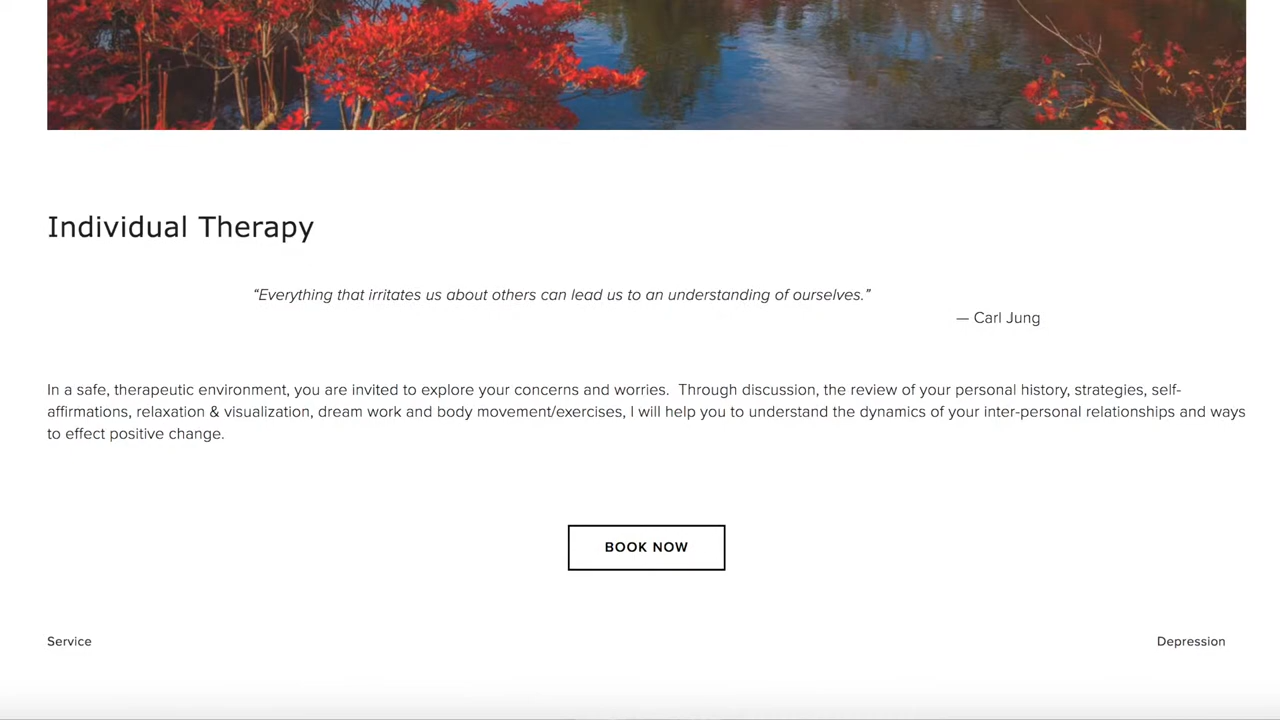 Individual Therapy
“Everything that irritates us about others can lead us to an understanding of ourselves.”
— Carl Jung
In a safe, therapeutic environment, you are invited to explore your concerns and worries.  Through discussion, the review of your personal history, strategies, self-
affirmations, relaxation & visualization, dream work and body movement/exercises, I will help you to understand the dynamics of your inter-personal relationships and ways
to effect positive change.
BOOK NOW
Service
Depression